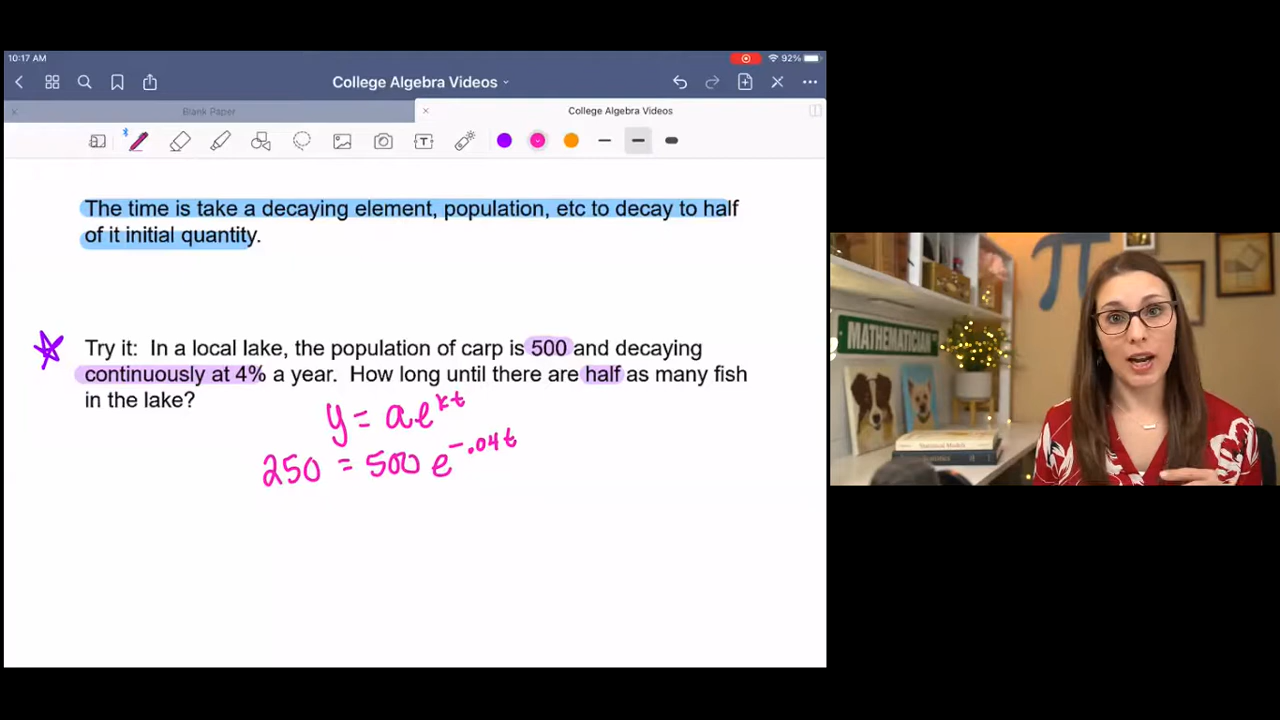 10:17 AM
92%
College Algebra Videos
Blank Paper
College Algebra Videos
The time is take a decaying element, population, etc to decay to half
of it initial quantity.
Try it: In a local lake, the population of carp is 500 and decaying
continuously at 4% a year. How long until there are half as many fish
in the lake?
y = ae^kt
250 = 500 e^-.04t
MATHEMATICIAN
Statistical Models